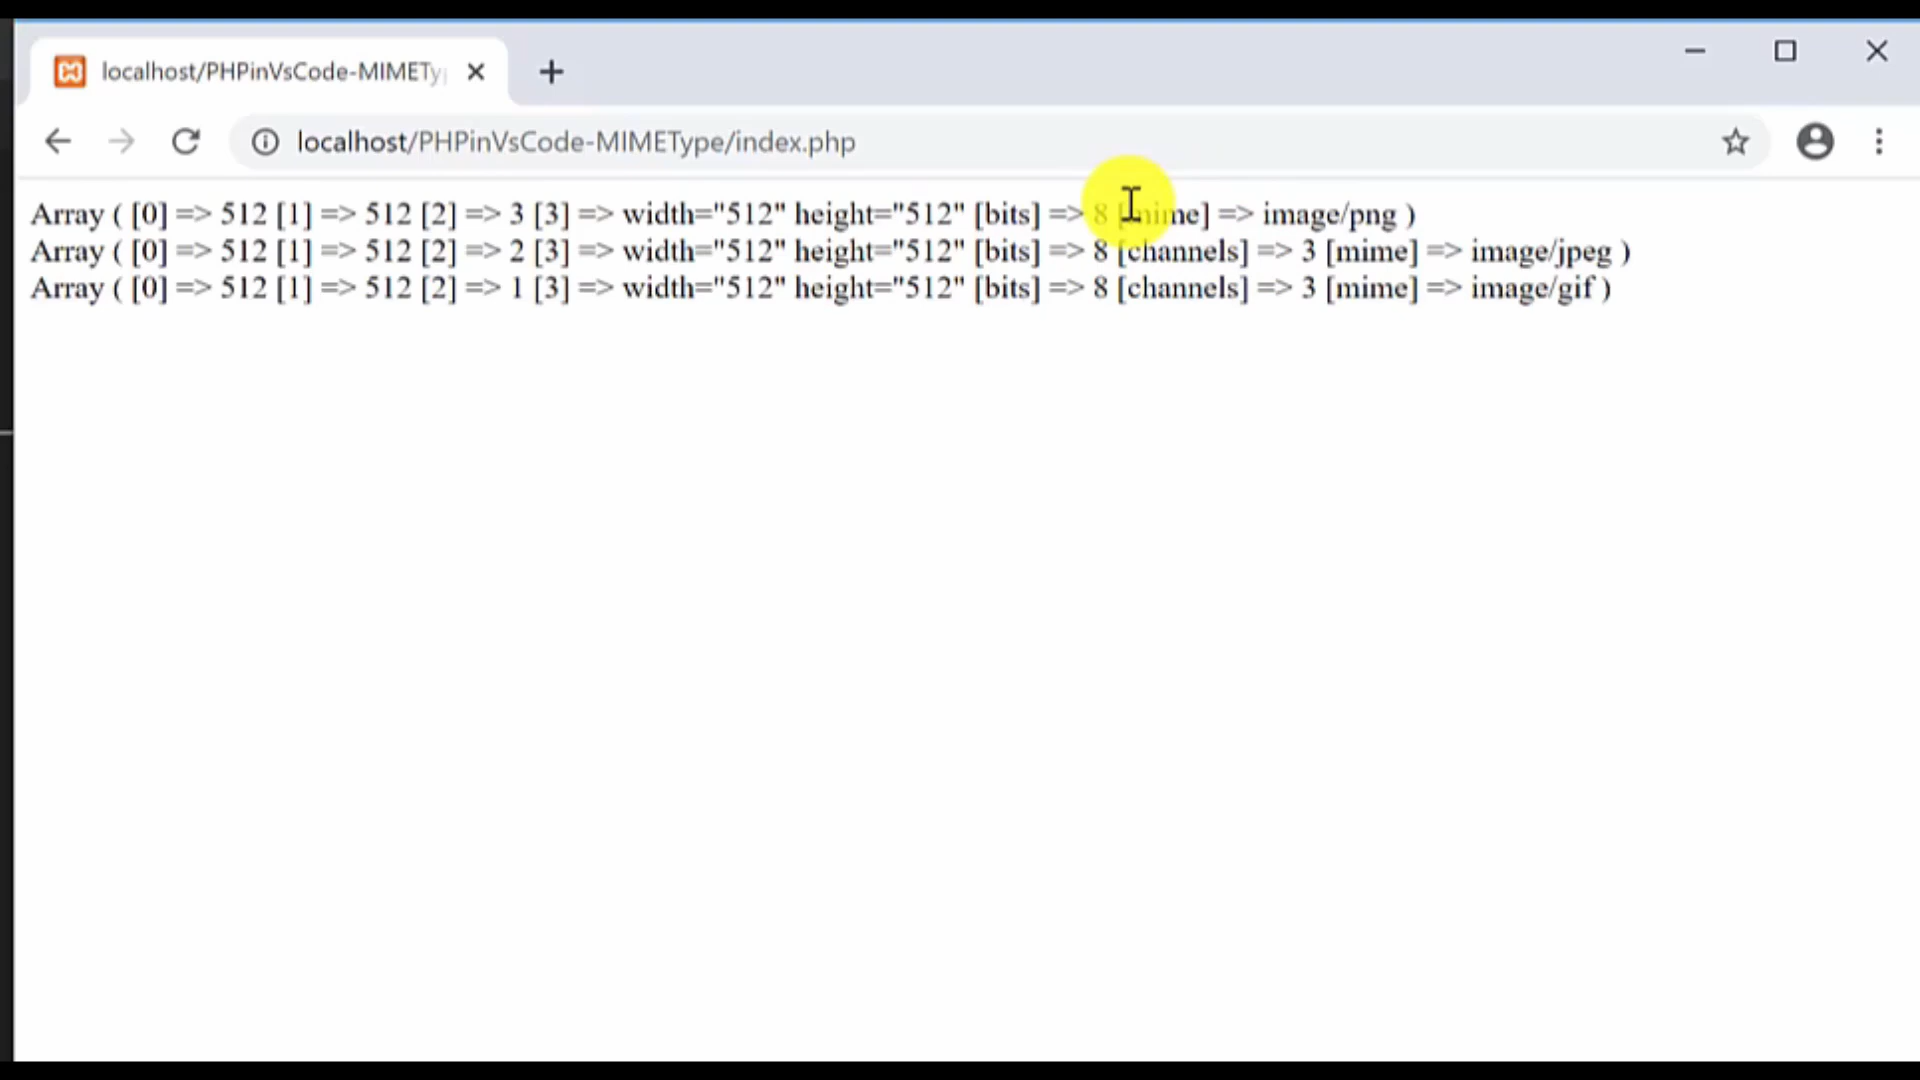 localhost/PHPinVsCode-MIMETy
localhost/PHPinVsCode-MIMEType/index.php
Array ( [0] => 512 [1] => 512 [2] => 3 [3] => width="512" height="512" [bits] => 8 [mime] => image/png )
Array ( [0] => 512 [1] => 512 [2] => 2 [3] => width="512" height="512" [bits] => 8 [channels] => 3 [mime] => image/jpeg )
Array ( [0] => 512 [1] => 512 [2] => 1 [3] => width="512" height="512" [bits] => 8 [channels] => 3 [mime] => image/gif )